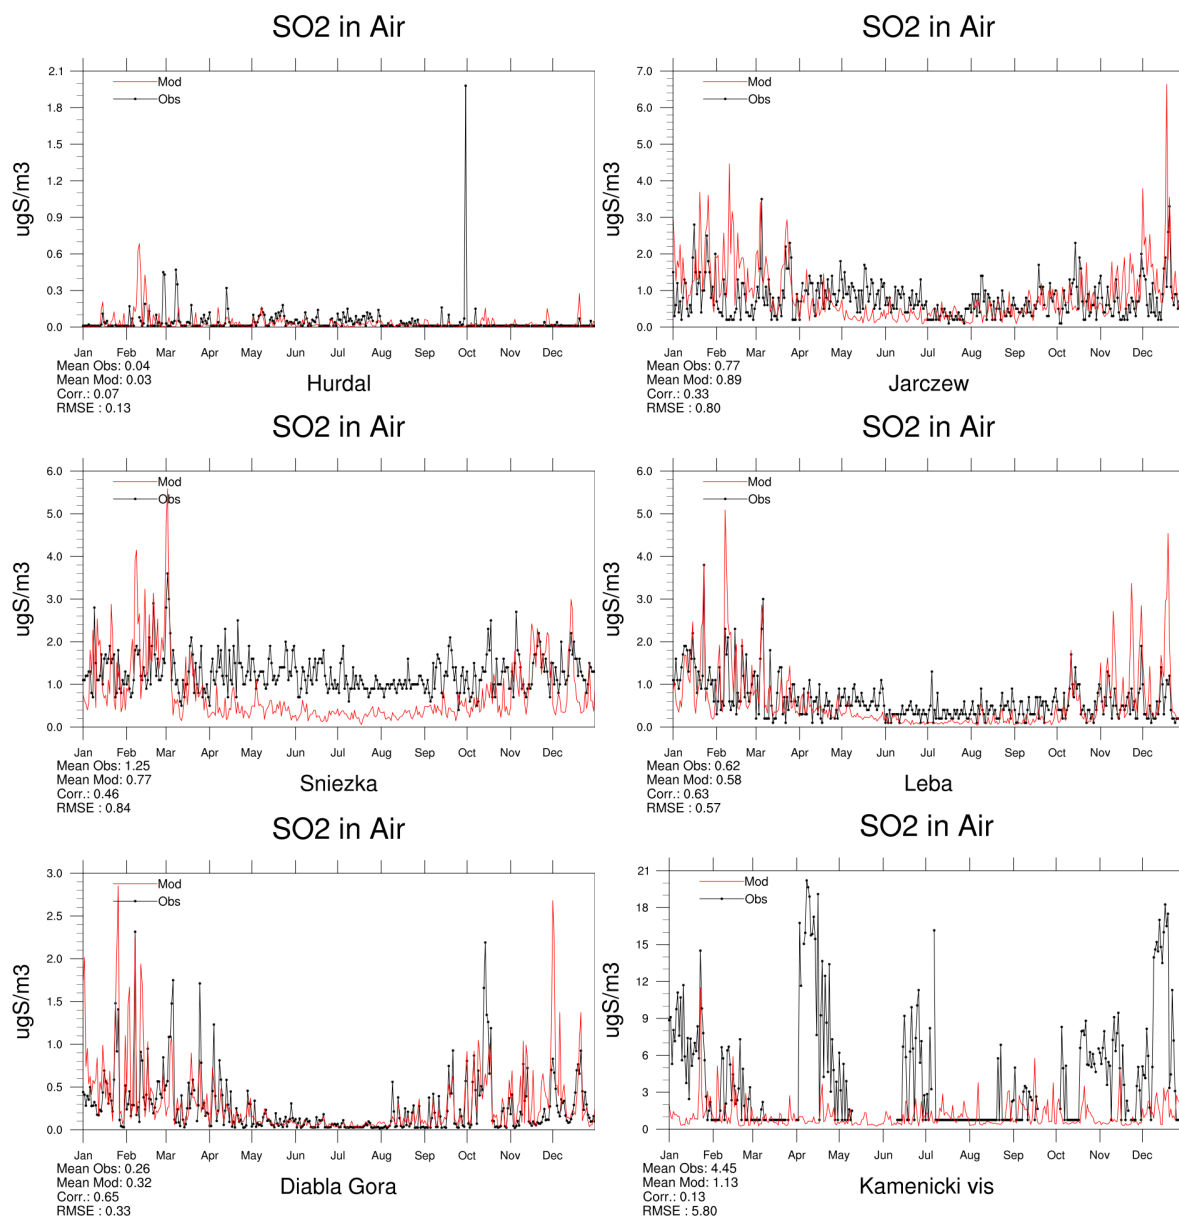 SO2 in Air
2.1
1.8
1.5
1.2
0.9
0.6
0.3
0.0
ugS/m3
Mod
Obs
Jan Feb Mar Apr May Jun Jul Aug Sep Oct Nov Dec
Mean Obs: 0.04
Mean Mod: 0.03
Corr.: 0.07
RMSE : 0.13
Hurdal
SO2 in Air
7.0
6.0
5.0
4.0
3.0
2.0
1.0
0.0
ugS/m3
Mod
Obs
Jan Feb Mar Apr May Jun Jul Aug Sep Oct Nov Dec
Mean Obs: 0.77
Mean Mod: 0.89
Corr.: 0.33
RMSE : 0.80
Jarczew
SO2 in Air
6.0
5.0
4.0
3.0
2.0
1.0
0.0
ugS/m3
Mod
Obs
Jan Feb Mar Apr May Jun Jul Aug Sep Oct Nov Dec
Mean Obs: 1.25
Mean Mod: 0.77
Corr.: 0.46
RMSE : 0.84
Sniezka
SO2 in Air
6.0
5.0
4.0
3.0
2.0
1.0
0.0
ugS/m3
Mod
Obs
Jan Feb Mar Apr May Jun Jul Aug Sep Oct Nov Dec
Mean Obs: 0.62
Mean Mod: 0.58
Corr.: 0.63
RMSE : 0.57
Leba
SO2 in Air
3.0
2.5
2.0
1.5
1.0
0.5
0.0
ugS/m3
Mod
Obs
Jan Feb Mar Apr May Jun Jul Aug Sep Oct Nov Dec
Mean Obs: 0.26
Mean Mod: 0.32
Corr.: 0.65
RMSE : 0.33
Diabla Gora
SO2 in Air
21
18
15
12
9
6
3
0
ugS/m3
Mod
Obs
Jan Feb Mar Apr May Jun Jul Aug Sep Oct Nov Dec
Mean Obs: 4.45
Mean Mod: 1.13
Corr.: 0.13
RMSE : 5.80
Kamenicki vis